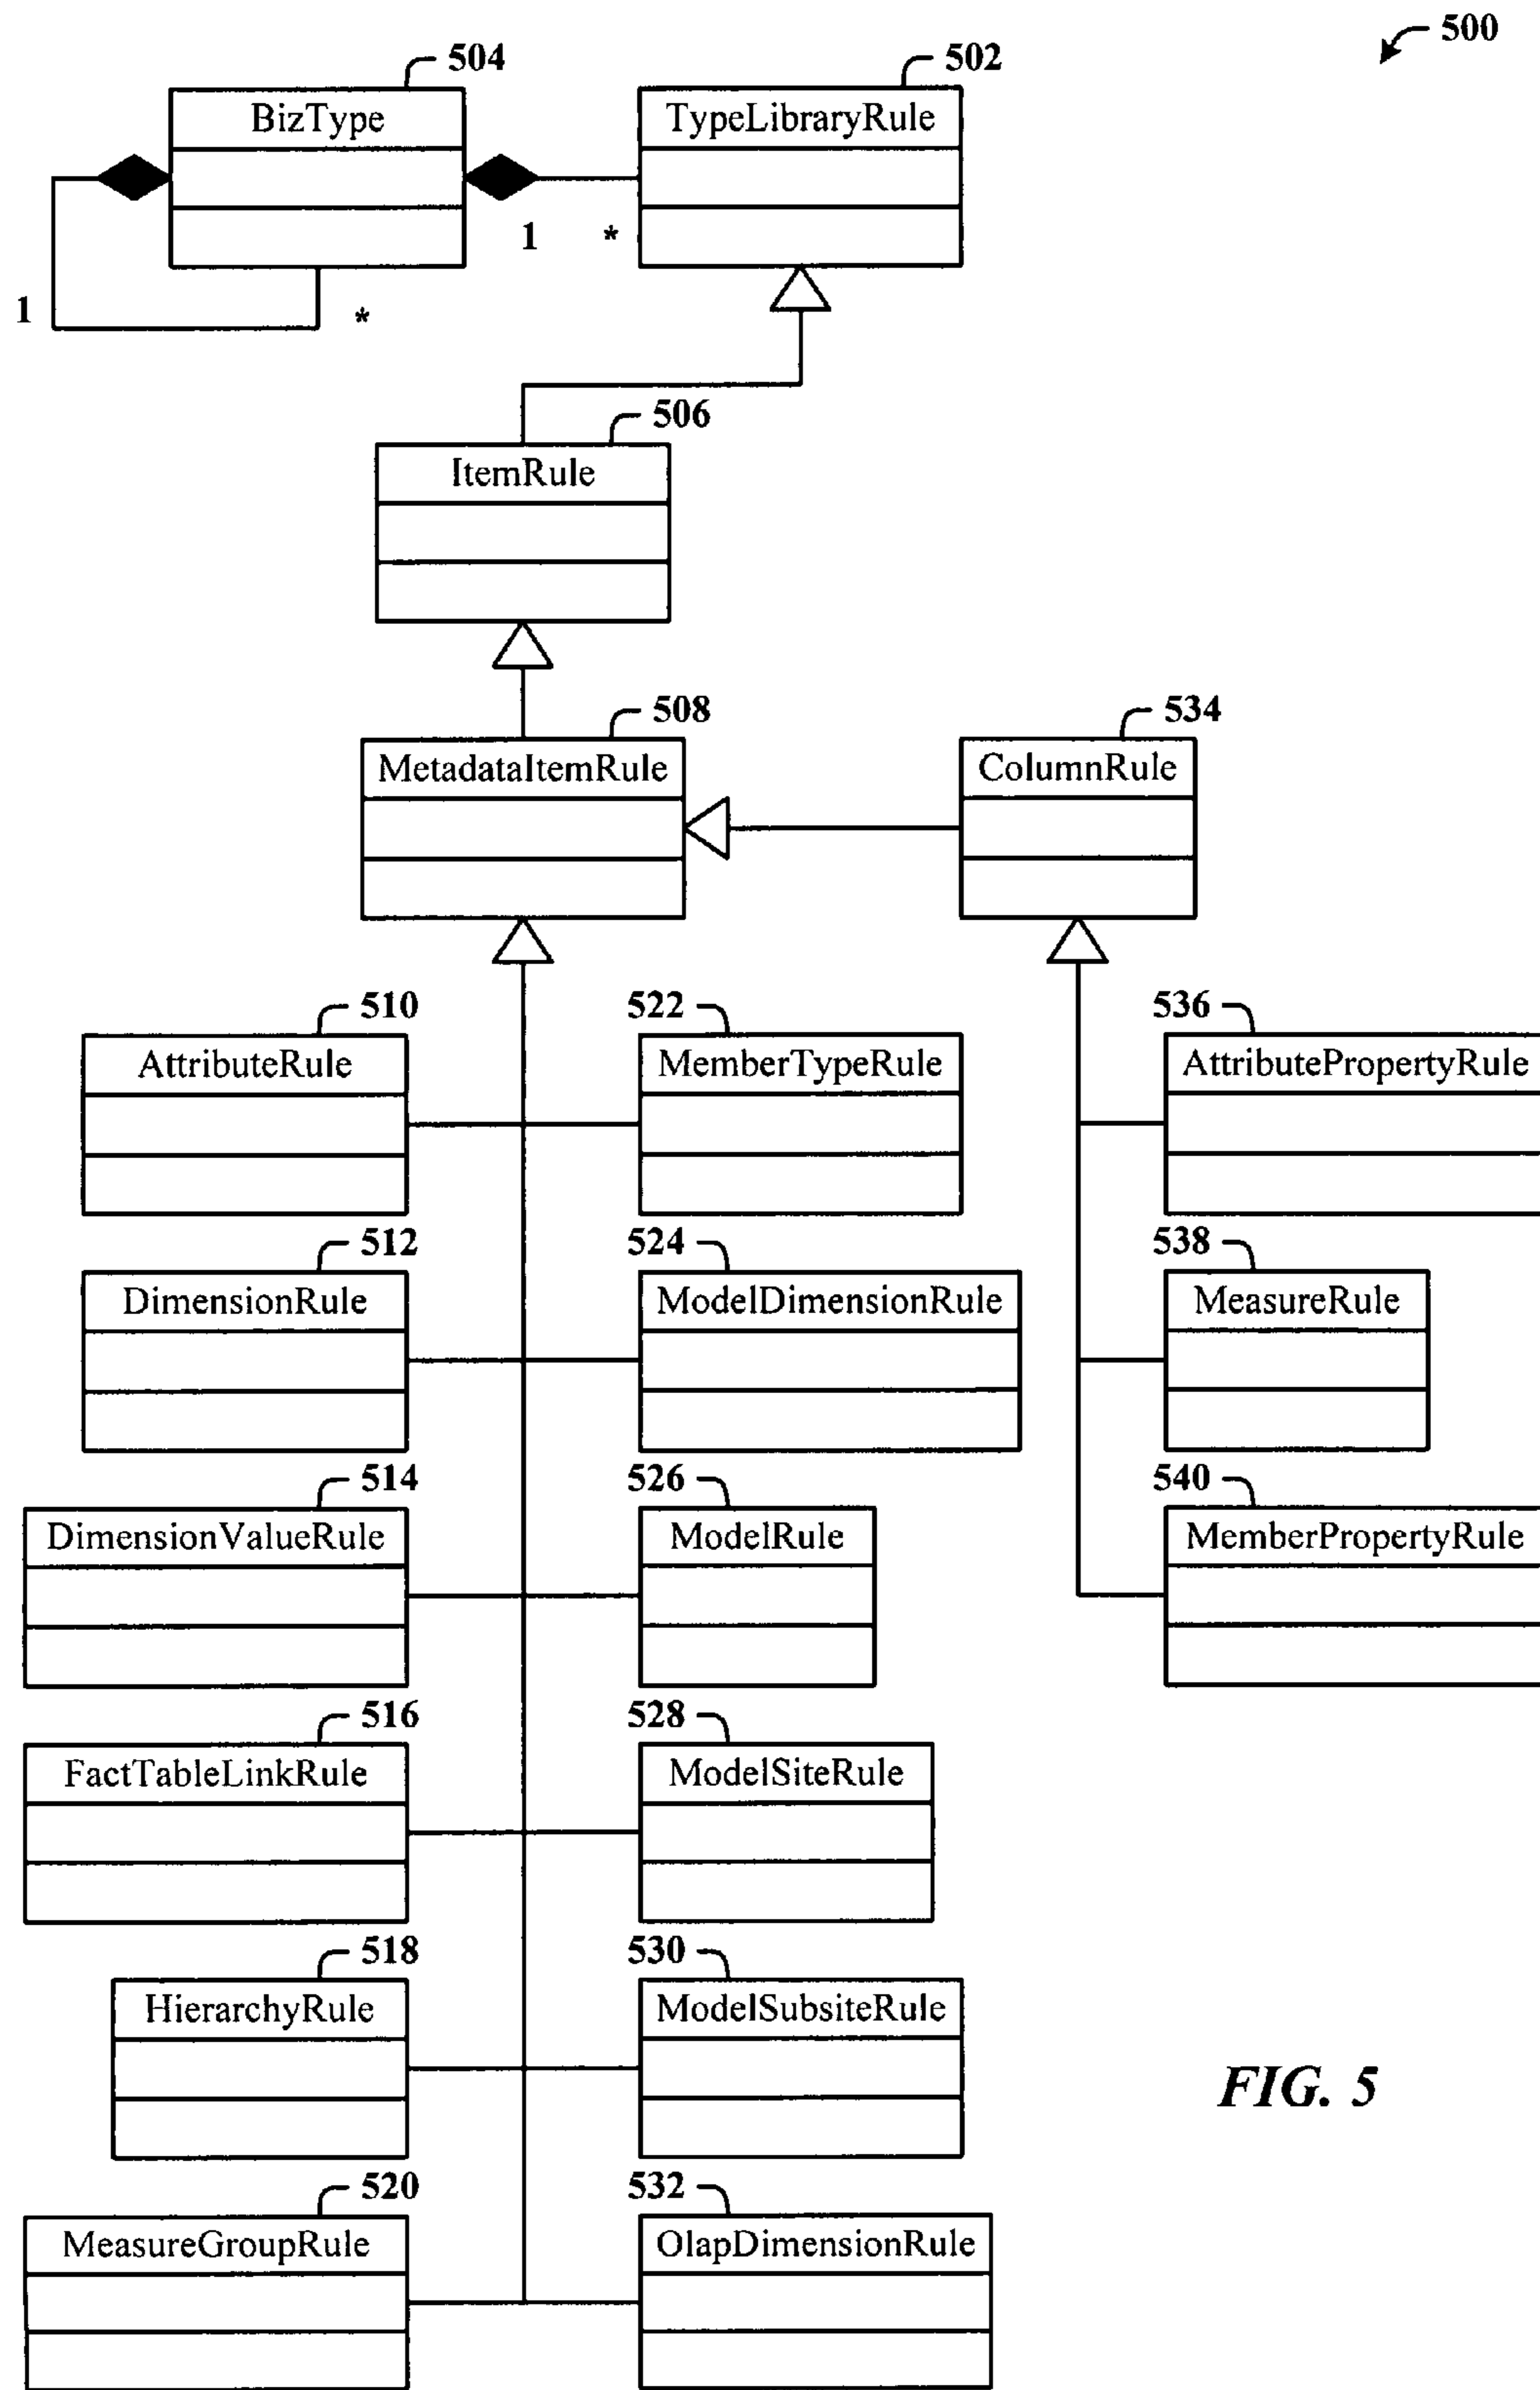 500
504
502
BizType
TypeLibraryRule
1
*
1
*
506
ItemRule
508
534
MetadataItemRule
ColumnRule
510
522
536
AttributeRule
MemberTypeRule
AttributePropertyRule
512
524
538
DimensionRule
ModelDimensionRule
MeasureRule
514
526
540
DimensionValueRule
ModelRule
MemberPropertyRule
516
528
FactTableLinkRule
ModelSiteRule
518
530
HierarchyRule
ModelSubsiteRule
FIG. 5
520
532
MeasureGroupRule
OlapDimensionRule